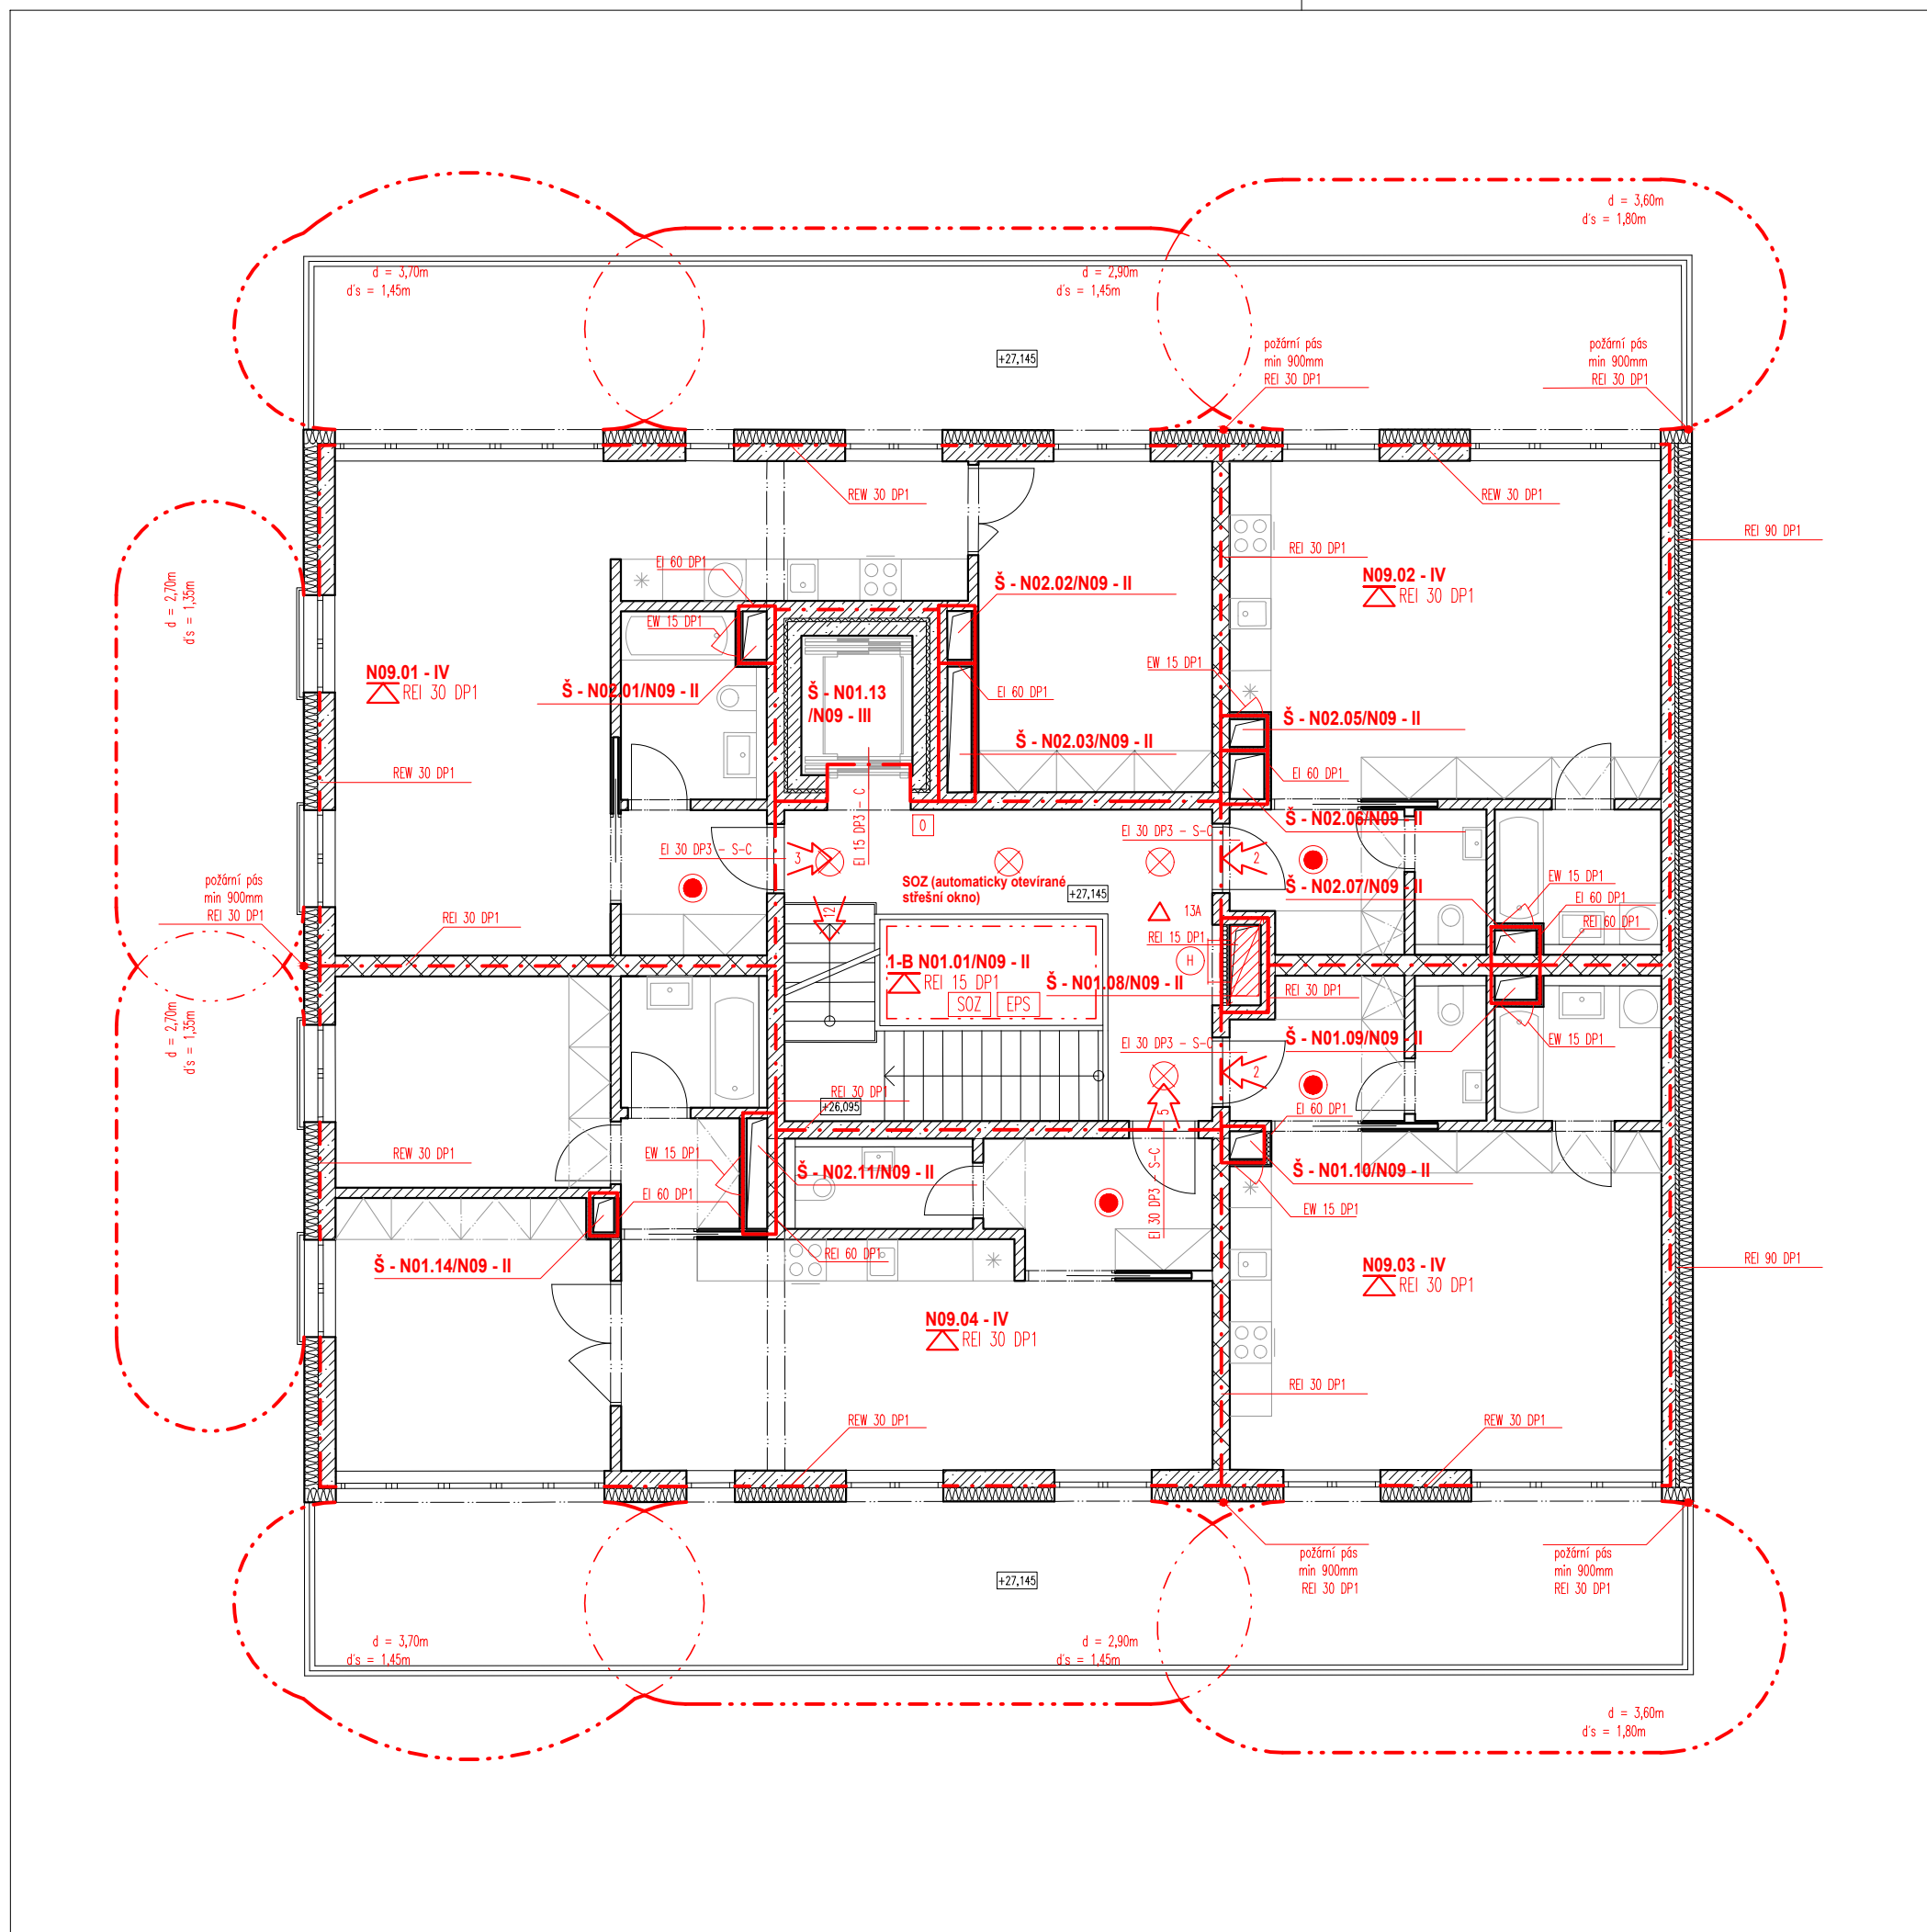 d = 3,60m
d's = 1,80m
d = 3,70m
d's = 1,45m
d = 2,90m
d's = 1,45m
+27,145
požární pás
min 900mm
REI 30 DP1
požární pás
min 900mm
REI 30 DP1
REW 30 DP1
REW 30 DP1
REI 90 DP1
REI 30 DP1
EI 60 DP1
Š - N02.02/N09 - II
N09.02 - IV
REI 30 DP1
d = 2,70m
d's = 1,35m
EW 15 DP1
EW 15 DP1
N09.01 - IV
REI 30 DP1
Š - N02.01/N09 - II
Š - N01.13
/N09 - III
EI 60 DP1
Š - N02.05/N09 - II
Š - N02.03/N09 - II
REW 30 DP1
EI 60 DP1
EI 15 DP3 - C
O
Š - N02.06/N09 - II
EI 30 DP3 - S-C
EI 30 DP3 - S-C
3
2
požární pás
min 900mm
REI 30 DP1
SOZ (automaticky otevírané
střešní okno)
+27,145
Š - N02.07/N09 - II
EW 15 DP1
EI 60 DP1
REI 60 DP1
12
13A
REI 30 DP1
REI 15 DP1
H
1-B N01.01/N09 - II
REI 15 DP1
SOZ
EPS
Š - N01.08/N09 - II
REI 30 DP1
d = 2,70m
d's = 1,35m
EI 30 DP3 - S-C
Š - N01.09/N09 - II
EW 15 DP1
2
REI 30 DP1
+26,095
5
EI 60 DP1
REW 30 DP1
EW 15 DP1
Š - N02.11/N09 - II
EI 30 DP3 - S-C
Š - N01.10/N09 - II
EI 60 DP1
EW 15 DP1
Š - N01.14/N09 - II
REI 60 DP1
N09.03 - IV
REI 30 DP1
REI 90 DP1
N09.04 - IV
REI 30 DP1
REI 30 DP1
REW 30 DP1
REW 30 DP1
požární pás
min 900mm
REI 30 DP1
požární pás
min 900mm
REI 30 DP1
+27,145
d = 3,70m
d's = 1,45m
d = 2,90m
d's = 1,45m
d = 3,60m
d's = 1,80m